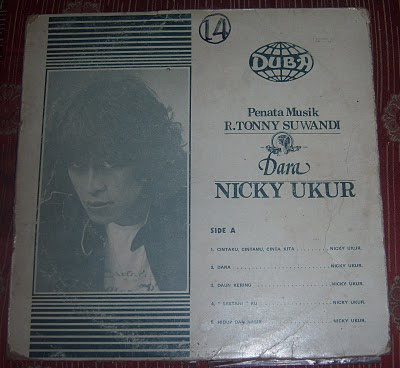 14
DUBA
Penata Musik
R.TONNY SUWANDI
Dara
NICKY UKUR
SIDE A
1. CINTAKU, CINTAMU, CINTA KITA ......... NICKY UKUR.
2. DARA ........................ NICKY UKUR.
3. DAUN KERING .................... NICKY UKUR.
4. KU ................ NICKY UKUR.
5. HIDUP DAN ................ NICKY UKUR.